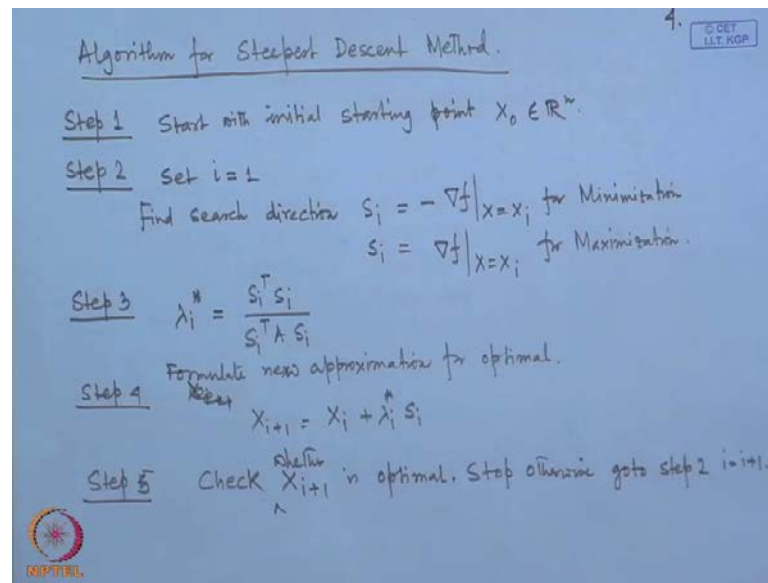 4.
© CET
I.I.T. KGP
Algorithm for Steepest Descent Method.
Step 1 Start with initial starting point X₀ ∈ ℝⁿ.
Step 2 Set i = 1
Find search direction Sᵢ = - ∇f|X=Xᵢ for Minimization
Sᵢ = ∇f|X=Xᵢ for Maximization.
Step 3 λᵢ* = SᵢᵀSᵢ / SᵢᵀA Sᵢ
Formulate new approximation for optimal.
Step 4 Xᵢ₊₁ = Xᵢ + λᵢ* Sᵢ
Step 5 Check whether Xᵢ₊₁ is optimal. Stop otherwise goto step 2 i=i+1.
NPTEL